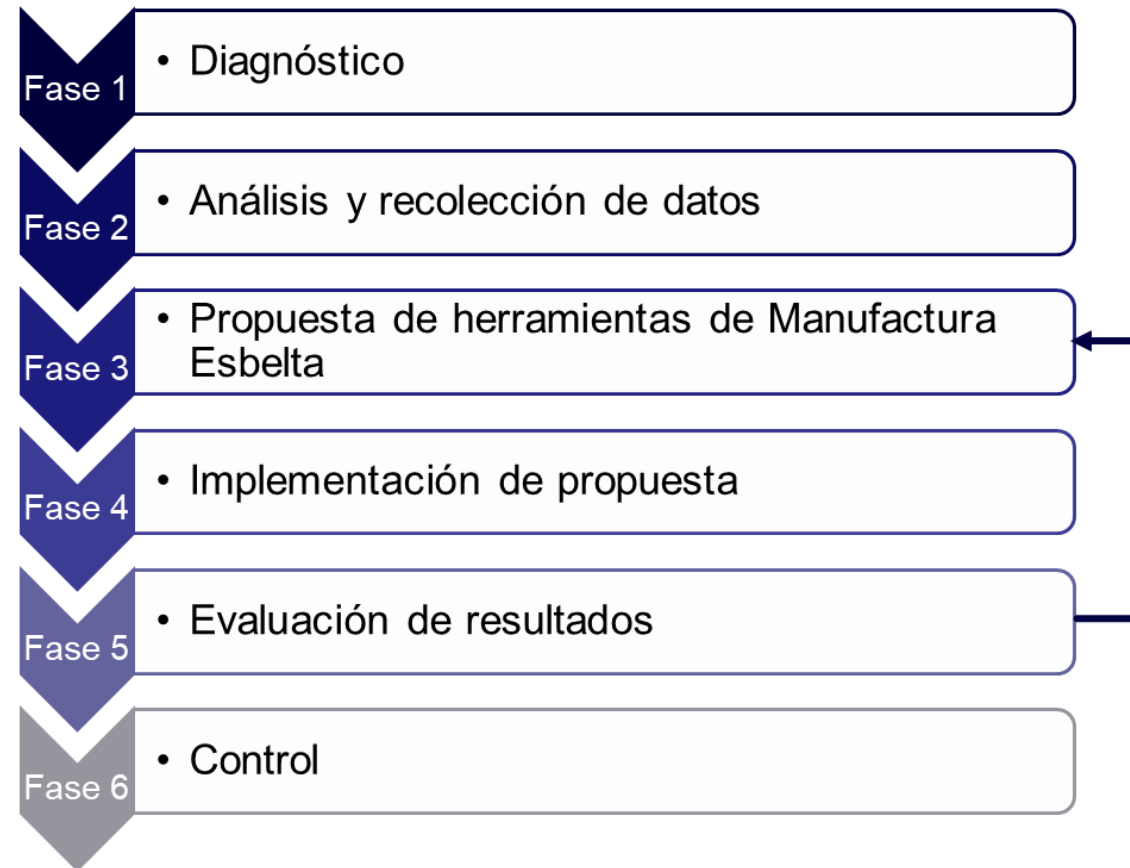 Fase 1
• Diagnóstico
Fase 2
• Análisis y recolección de datos
Fase 3
• Propuesta de herramientas de Manufactura
Esbelta
Fase 4
• Implementación de propuesta
Fase 5
• Evaluación de resultados
Fase 6
• Control